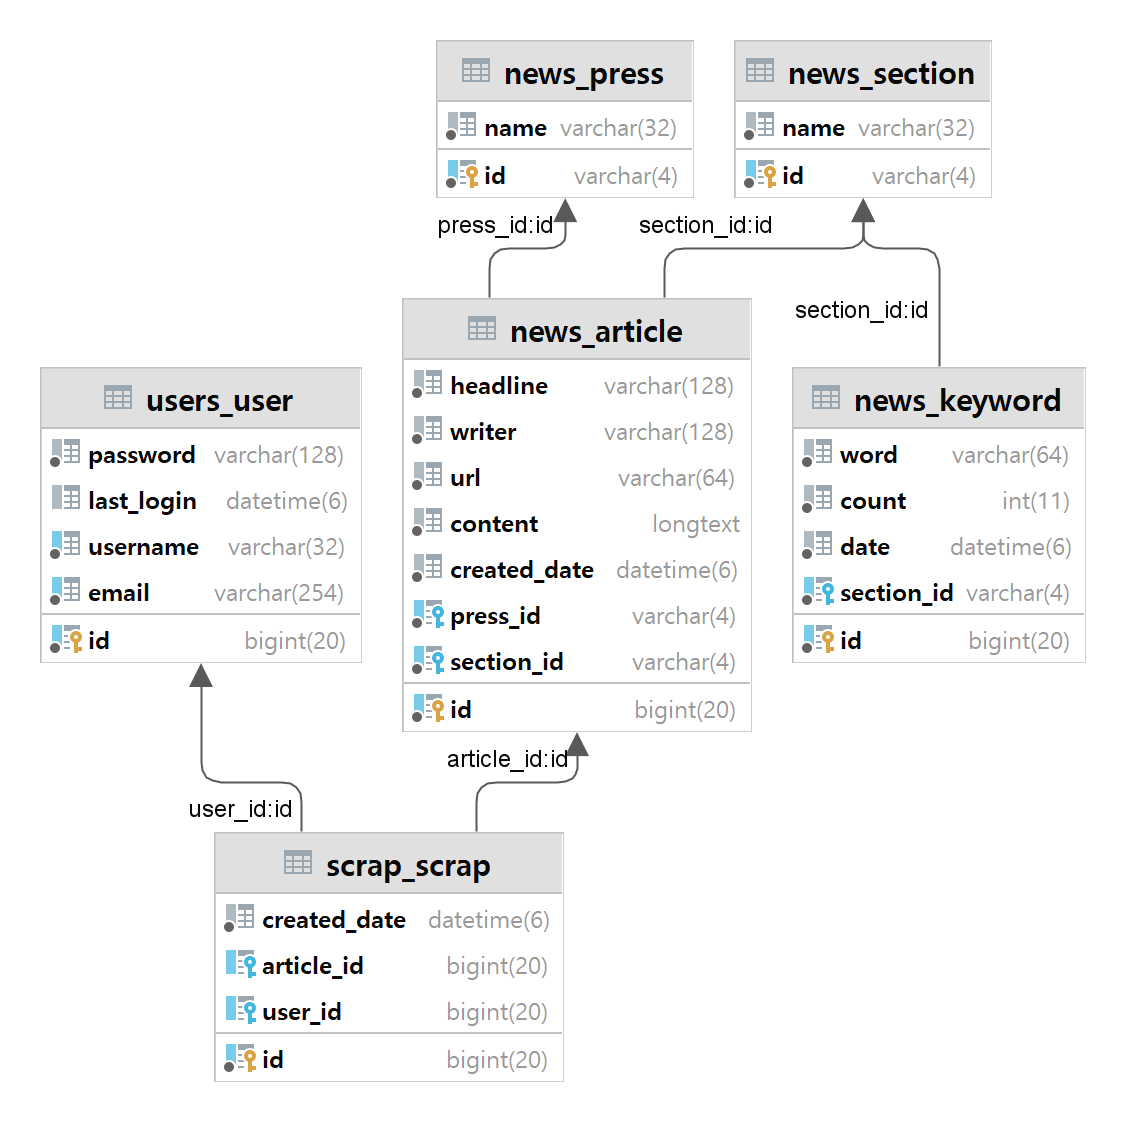 news_press
name varchar(32)
id varchar(4)
news_section
name varchar(32)
id varchar(4)
press_id:id
section_id:id
section_id:id
news_article
headline varchar(128)
writer varchar(128)
url varchar(64)
content longtext
created_date datetime(6)
press_id varchar(4)
section_id varchar(4)
id bigint(20)
users_user
password varchar(128)
last_login datetime(6)
username varchar(32)
email varchar(254)
id bigint(20)
news_keyword
word varchar(64)
count int(11)
date datetime(6)
section_id varchar(4)
id bigint(20)
article_id:id
user_id:id
scrap_scrap
created_date datetime(6)
article_id bigint(20)
user_id bigint(20)
id bigint(20)